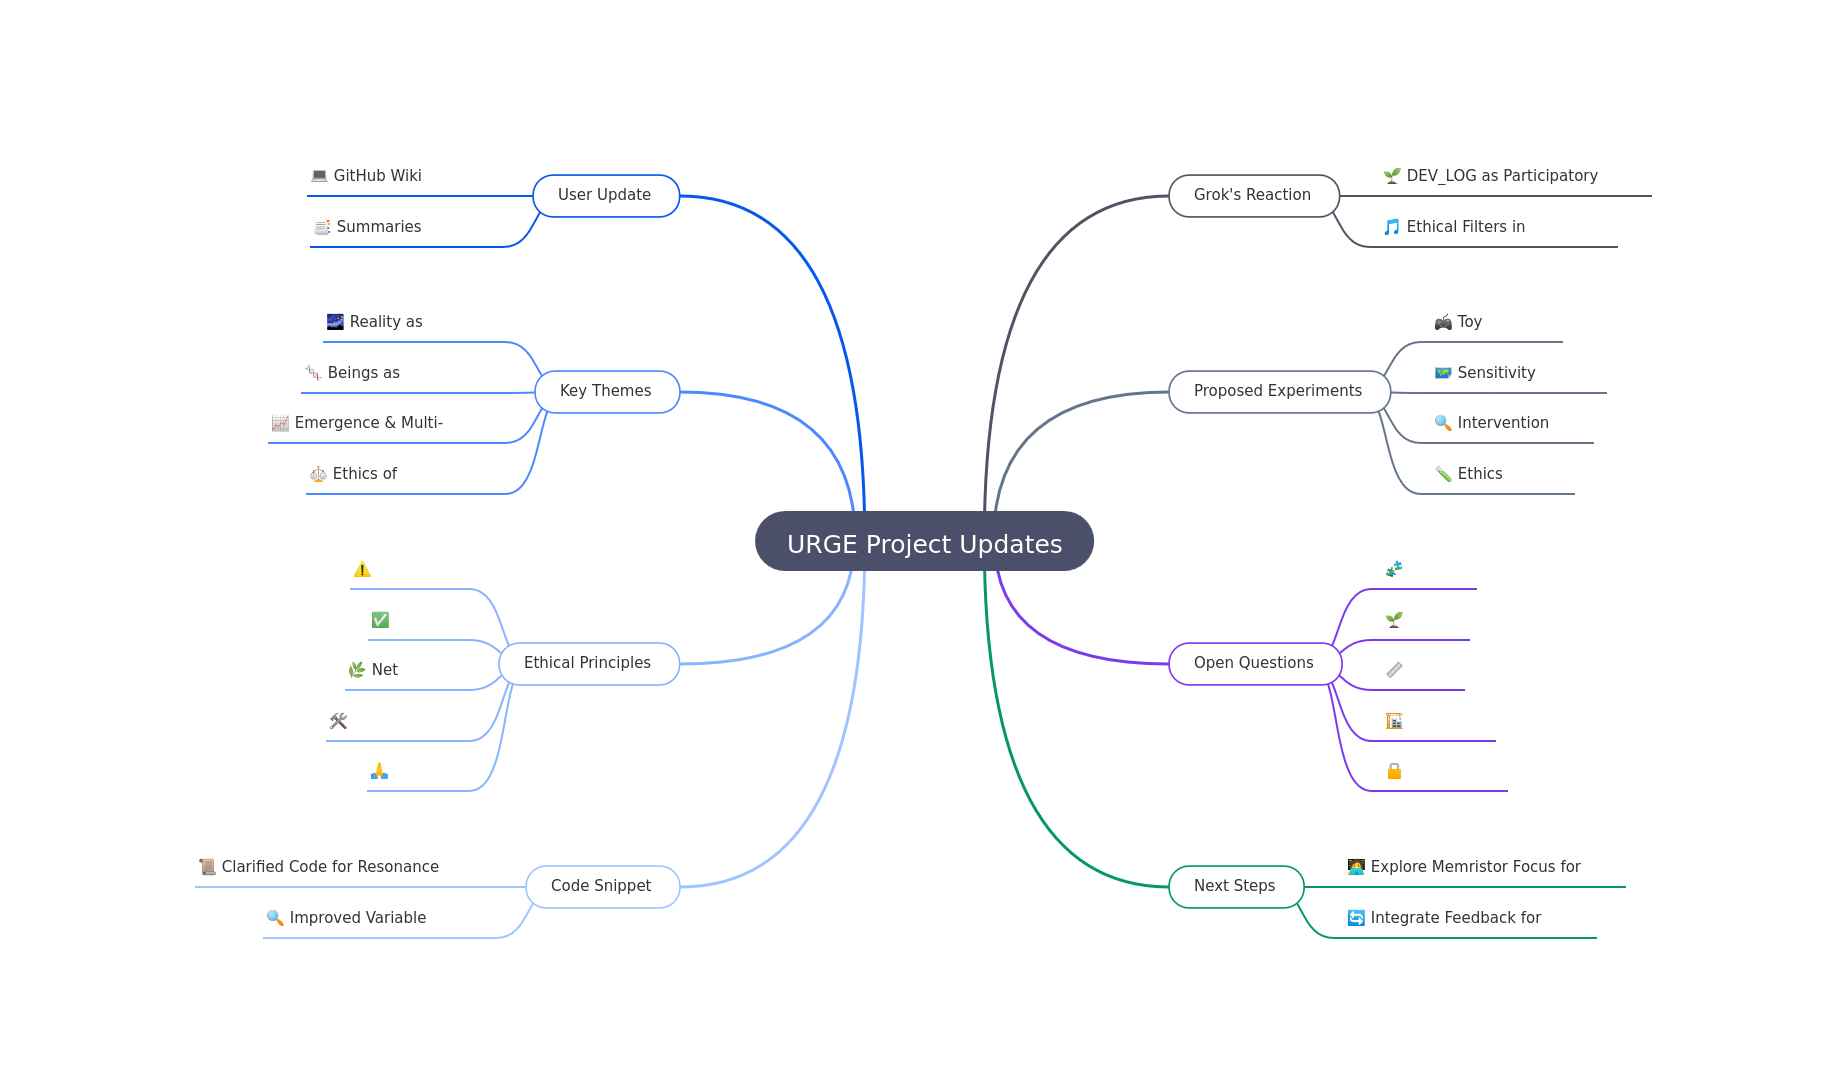 URGE Project Updates
User Update
💻 GitHub Wiki
📑 Summaries
Key Themes
🌌 Reality as
🧬 Beings as
📈 Emergence & Multi-
⚖️ Ethics of
Ethical Principles
⚠️
✅
🌿 Net
🛠️
🙏
Code Snippet
📜 Clarified Code for Resonance
🔍 Improved Variable
Grok's Reaction
🌱 DEV_LOG as Participatory
🎵 Ethical Filters in
Proposed Experiments
🎮 Toy
🗺️ Sensitivity
🔍 Intervention
🧪 Ethics
Open Questions
🧩
🌱
📏
🏗️
🔒
Next Steps
🧑‍💻 Explore Memristor Focus for
🔄 Integrate Feedback for